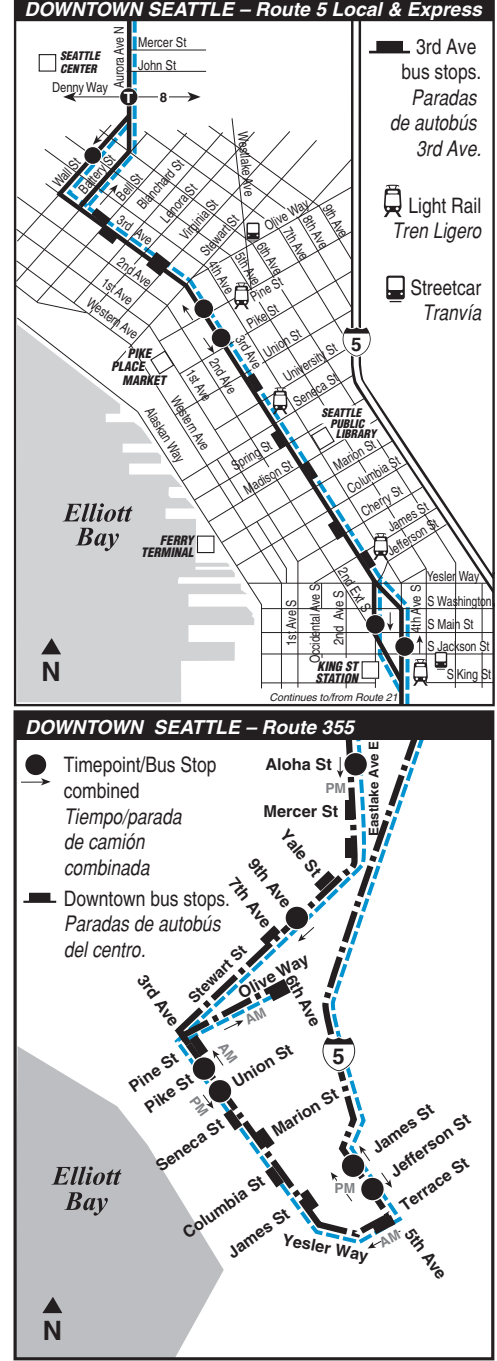 DOWNTOWN SEATTLE – Route 5 Local & Express
SEATTLE
CENTER
Aurora Ave N
Mercer St
John St
Denny Way
T
8
3rd Ave
bus stops.
Paradas
de autobús
3rd Ave.
Light Rail
Tren Ligero
Streetcar
Tranvía
Wall St
Battery St
Bell St
Blanchard St
Lenora St
Virginia St
Stewart St
Westlake Ave
Olive Way
9th Ave
8th Ave
7th Ave
6th Ave
5th Ave
4th Ave
3rd Ave
2nd Ave
1st Ave
Western Ave
Pine St
Pike St
Union St
University St
Seneca St
3rd Ave
2nd Ave
1st Ave
Western Ave
Alaskan Way
PIKE
PLACE
MARKET
5
SEATTLE
PUBLIC
LIBRARY
Spring St
Madison St
Marion St
Columbia St
Cherry St
James St
Jefferson St
Elliott
Bay
FERRY
TERMINAL
Yesler Way
S Washington
S Main St
S Jackson St
S King St
1st Ave S
Occidental Ave S
2nd Ave S
2nd Ext S
4th Ave S
KING ST
STATION
N
Continues to/from Route 21
DOWNTOWN SEATTLE – Route 355
Timepoint/Bus Stop
combined
Tiempo/parada
de camión
combinada
Downtown bus stops.
Paradas de autobús
del centro.
Aloha St
PM
Mercer St
Eastlake Ave E
Yale St
9th Ave
7th Ave
Stewart St
Olive Way
6th Ave
AM
3rd Ave
Pine St
Pike St
AM
Union St
PM
Seneca St
Marion St
Columbia St
James St
Yesler Way
5
James St
Jefferson St
PM
Terrace St
AM
5th Ave
Elliott
Bay
N